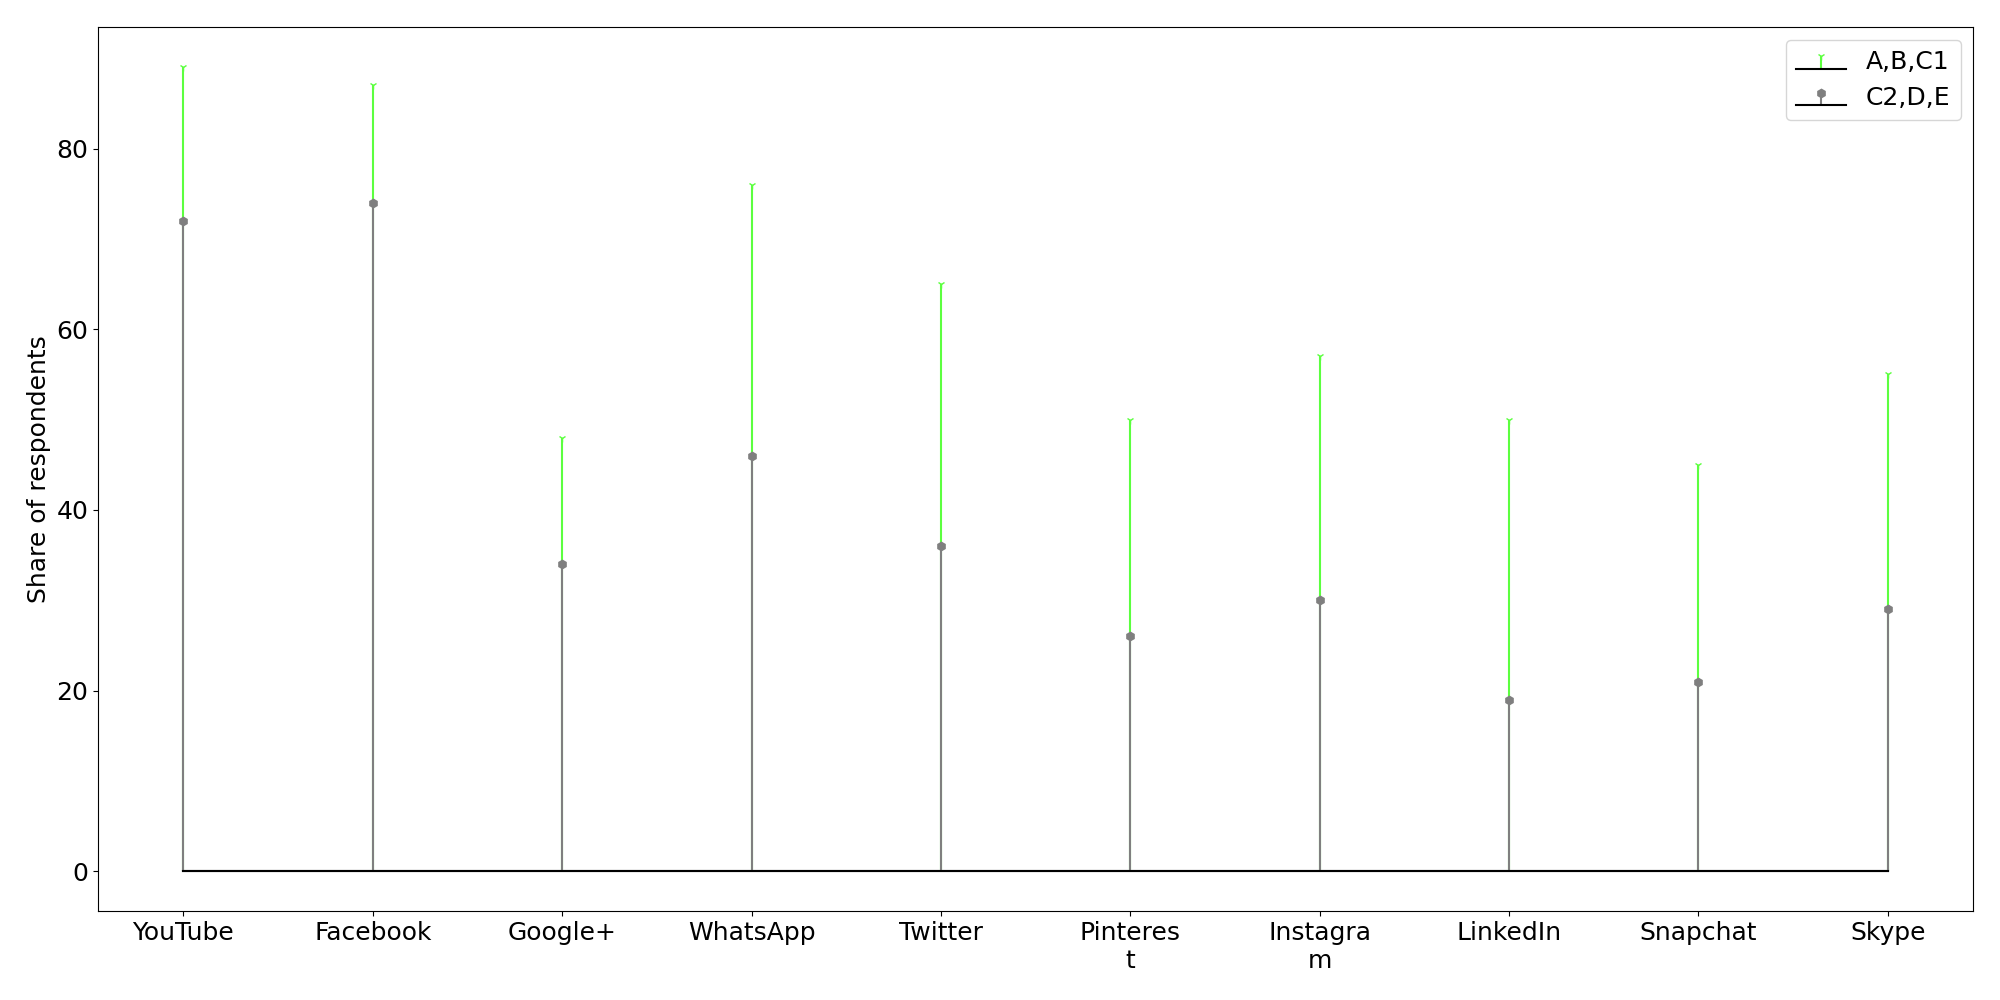 A,B,C1
C2,D,E
Share of respondents
80
60
40
20
0
YouTube Facebook Google+ WhatsApp Twitter Pinteres Instagra LinkedIn Snapchat Skype
t m